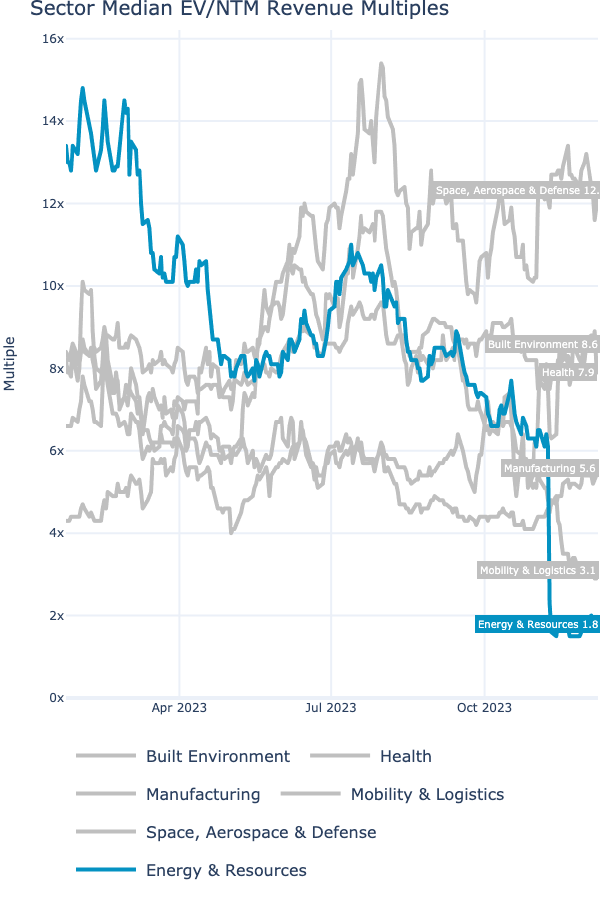 Sector Median EV/NTM Revenue Multiples
16x
14x
12x
10x
8x
6x
4x
2x
0x
Multiple
Space, Aerospace & Defense 12.
Built Environment 8.6
Health 7.9
Manufacturing 5.6
Mobility & Logistics 3.1
Energy & Resources 1.8
Apr 2023
Jul 2023
Oct 2023
Built Environment
Health
Manufacturing
Mobility & Logistics
Space, Aerospace & Defense
Energy & Resources